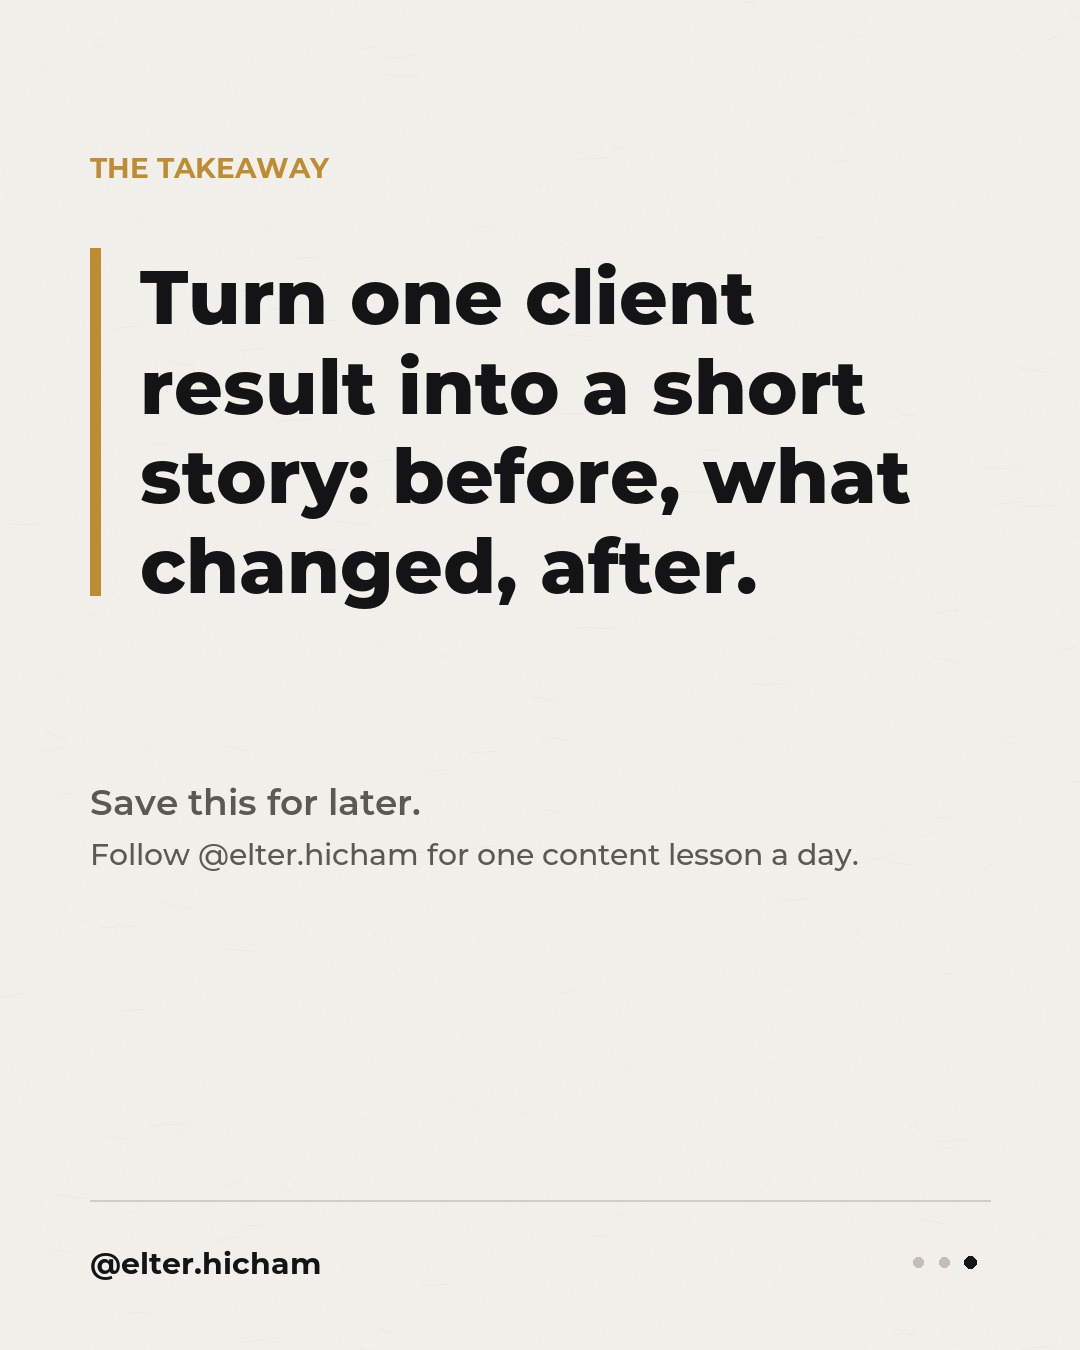 THE TAKEAWAY
Turn one client
result into a short
story: before, what
changed, after.
Save this for later.
Follow @elter.hicham for one content lesson a day.
@elter.hicham